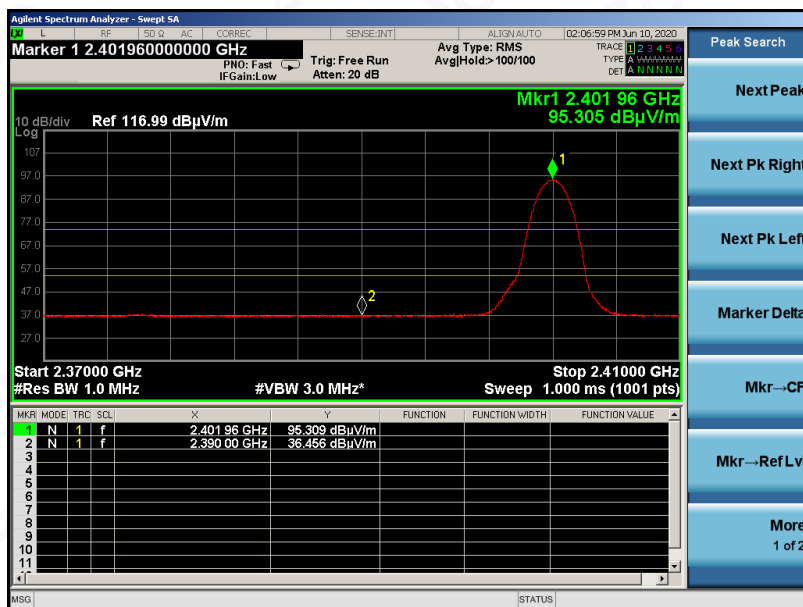 Agilent Spectrum Analyzer - Swept SA
LXI L RF 50 Ω AC CORREC SENSE:INT ALIGN AUTO 02:06:59 PM Jun 10, 2020
Marker 1 2.401960000000 GHz
PNO: Fast
IFGain:Low
Trig: Free Run
Atten: 20 dB
Avg Type: RMS
Avg|Hold:>100/100
TRACE 1 2 3 4 5 6
TYPE A WWWWW
DET A N N N N N
Peak Search
Next Peak
Next Pk Right
Next Pk Left
Marker Delta
Mkr→CF
Mkr→Ref Lv
More
1 of 2
Mkr1 2.401 96 GHz
95.305 dBµV/m
10 dB/div Ref 116.99 dBµV/m
Log
107
97.0
87.0
77.0
67.0
57.0
47.0
37.0
27.0
1
2
Start 2.37000 GHz Stop 2.41000 GHz
#Res BW 1.0 MHz #VBW 3.0 MHz* Sweep 1.000 ms (1001 pts)
MKR MODE TRC SCL X Y FUNCTION FUNCTION WIDTH FUNCTION VALUE
1 N 1 f 2.401 96 GHz 95.309 dBµV/m
2 N 1 f 2.390 00 GHz 36.456 dBµV/m
3
4
5
6
7
8
9
10
11
MSG STATUS